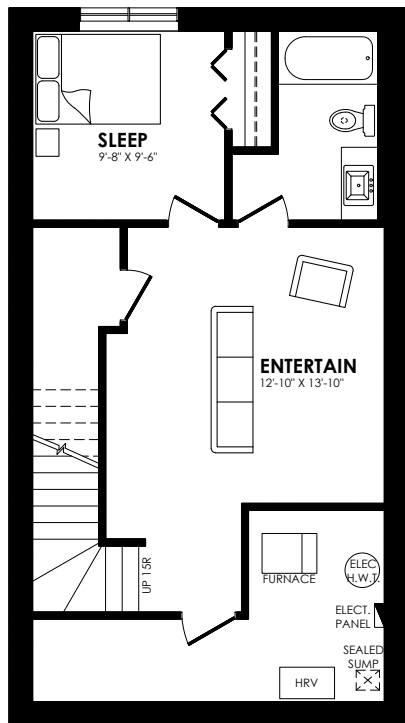 SLEEP
9'-8" X 9'-6"
ENTERTAIN
12'-10" X 13'-10"
UP 15R
FURNACE
ELEC
H.W.T.
ELECT.
PANEL
SEALED
SUMP
HRV